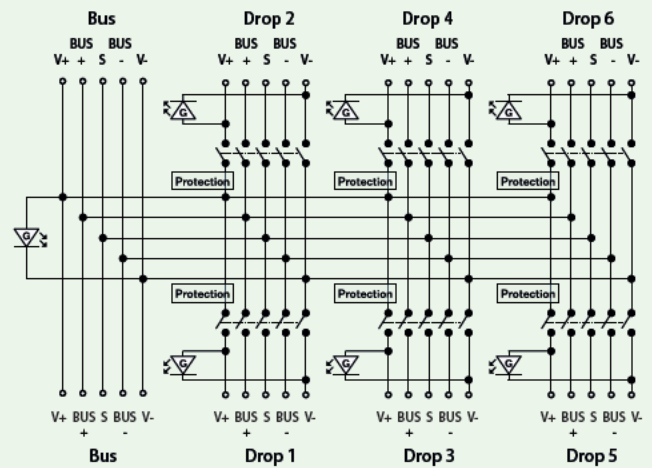 Bus Drop 2 Drop 4 Drop 6
BUS BUS BUS BUS BUS BUS BUS BUS
V+ + S - V- V+ + S - V- V+ + S - V- V+ + S - V-
G G G
Protection Protection Protection
G
Protection Protection Protection
G G G
V+ BUS S BUS V- V+ BUS S BUS V- V+ BUS S BUS V- V+ BUS S BUS V-
+ - + - + - + -
Bus Drop 1 Drop 3 Drop 5